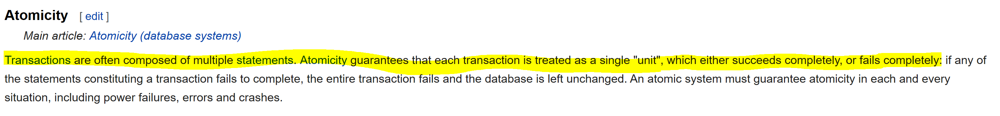 Atomicity [ edit ]
Main article: Atomicity (database systems)
Transactions are often composed of multiple statements. Atomicity guarantees that each transaction is treated as a single "unit", which either succeeds completely, or fails completely: if any of
the statements constituting a transaction fails to complete, the entire transaction fails and the database is left unchanged. An atomic system must guarantee atomicity in each and every
situation, including power failures, errors and crashes.